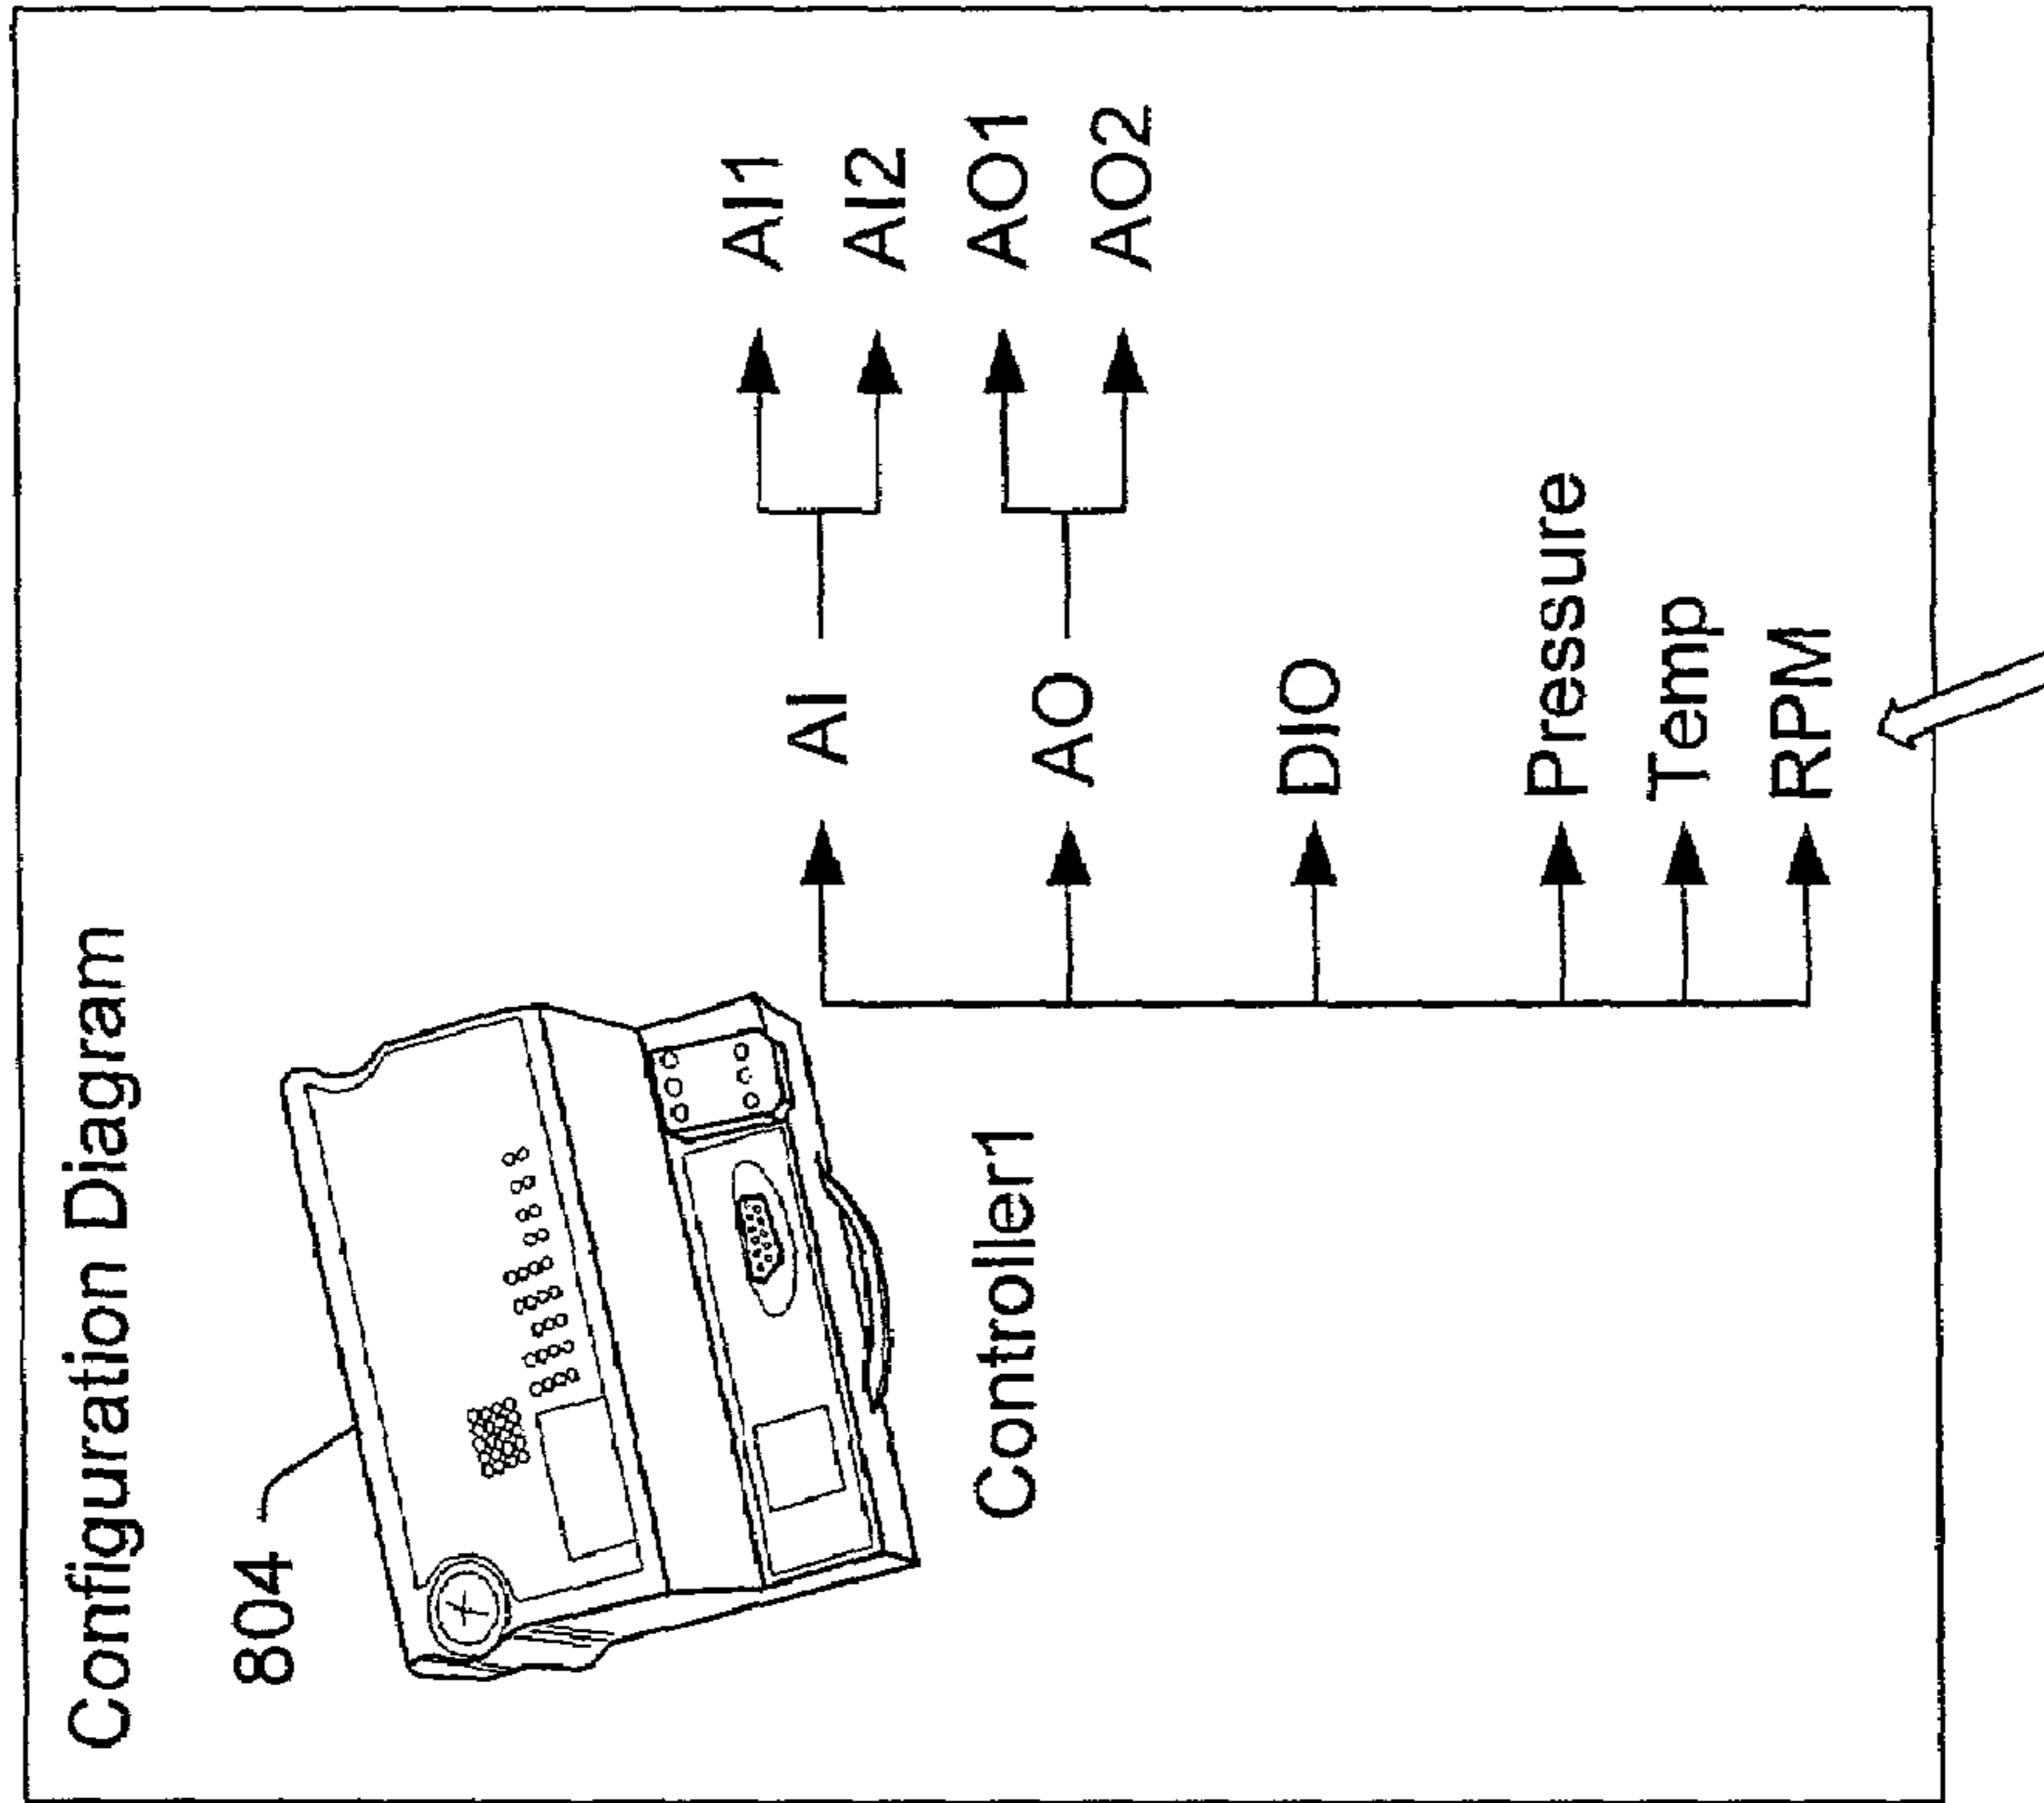 Configuration Diagram
804
Controller1
AI
AI1
AI2
AO
AO1
AO2
DIO
Pressure
Temp
RPM